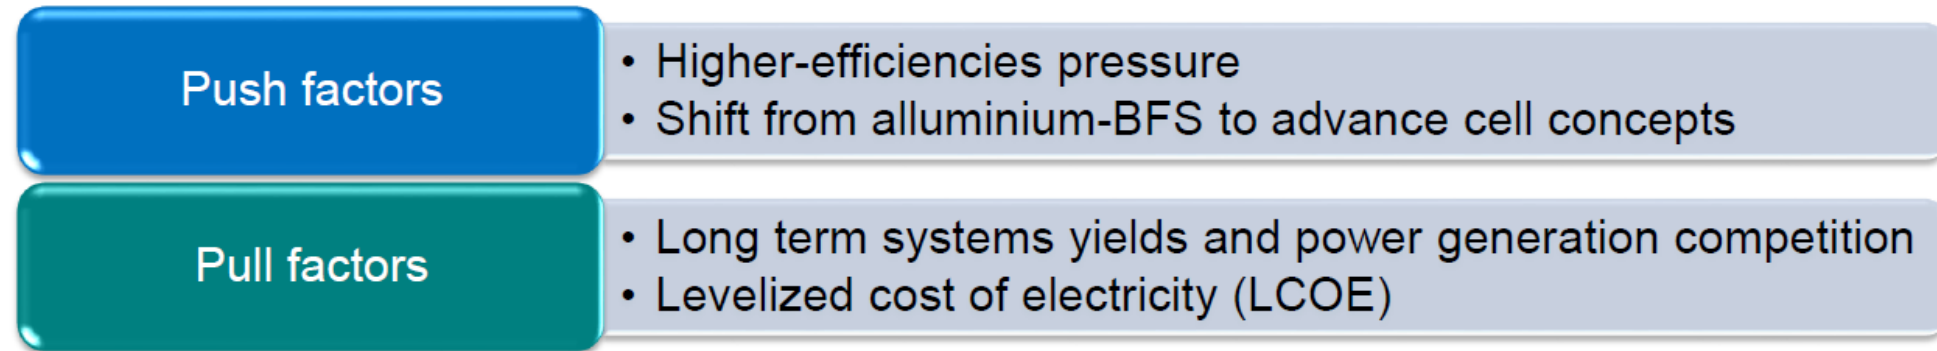 Push factors
• Higher-efficiencies pressure
• Shift from alluminium-BFS to advance cell concepts
Pull factors
• Long term systems yields and power generation competition
• Levelized cost of electricity (LCOE)